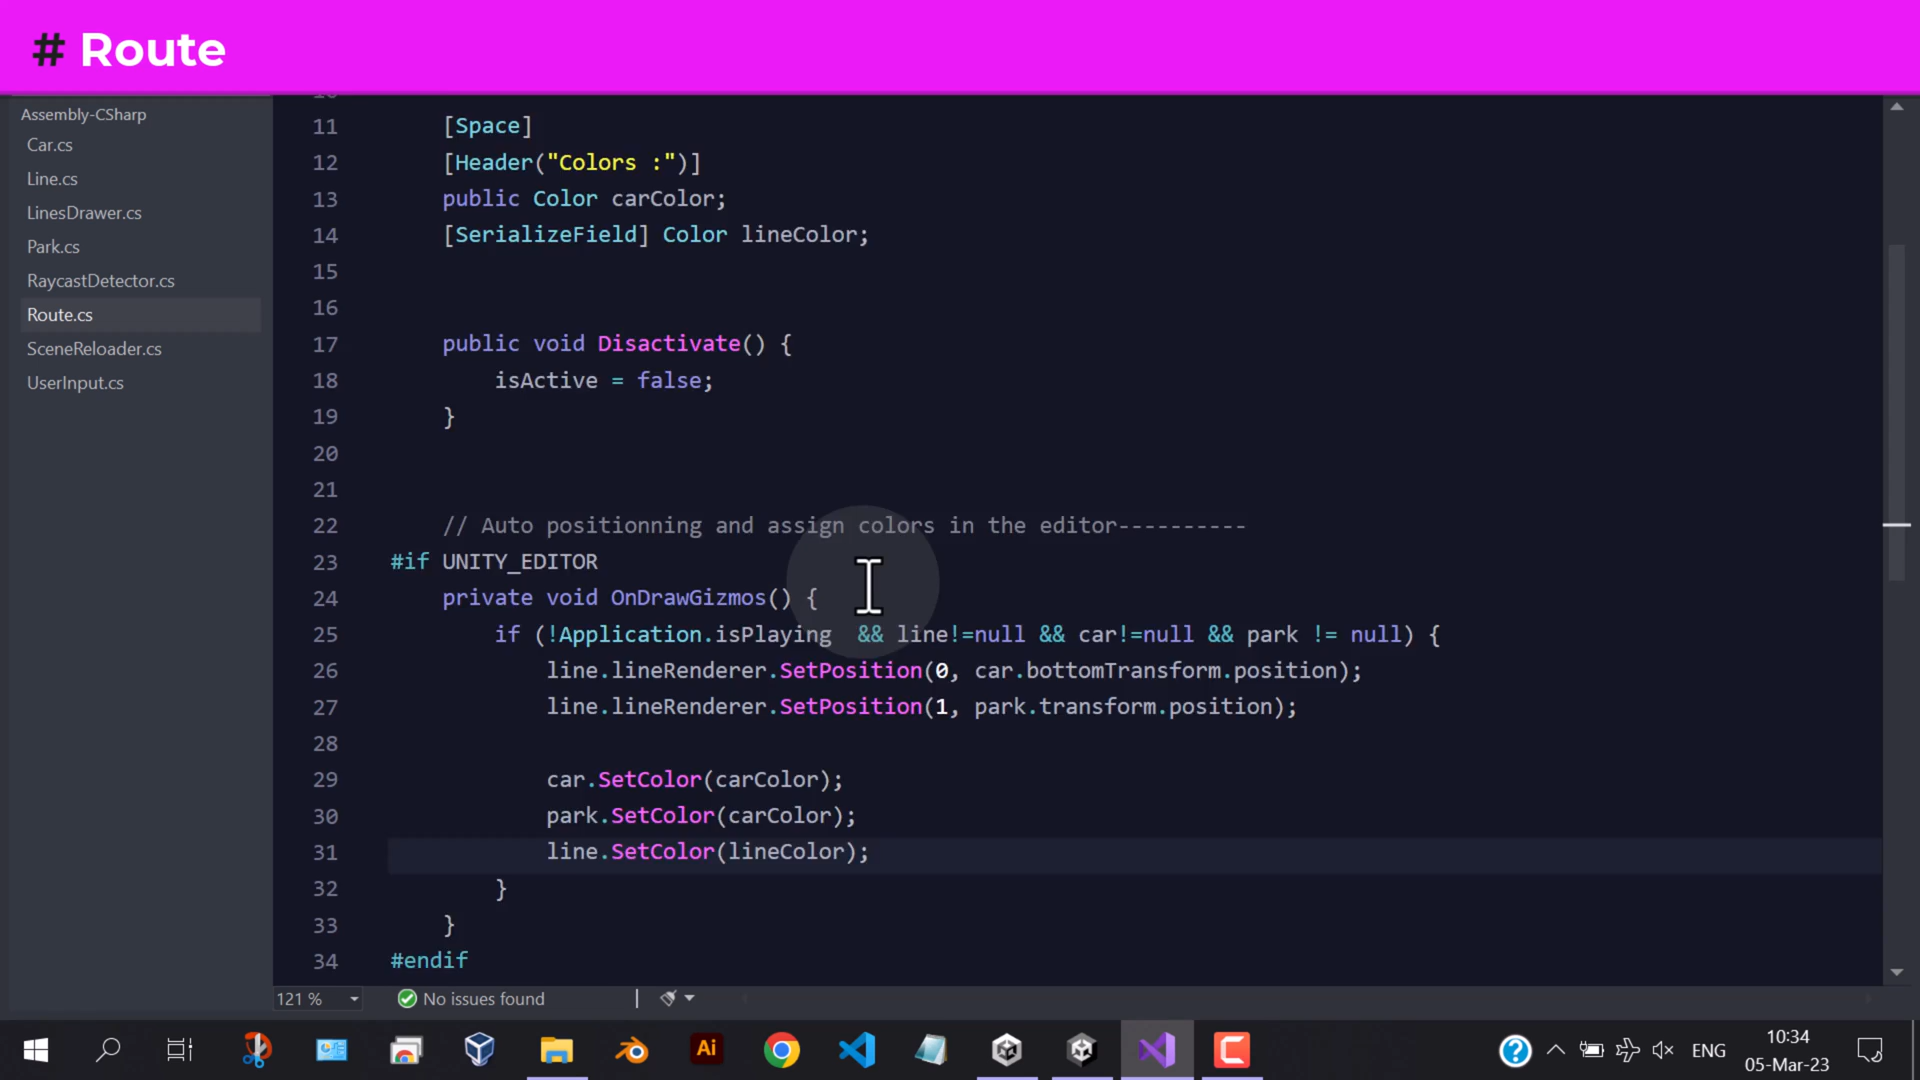 # Route
Assembly-CSharp
Car.cs
Line.cs
LinesDrawer.cs
Park.cs
RaycastDetector.cs
Route.cs
SceneReloader.cs
UserInput.cs
11 [Space]
12 [Header("Colors :")]
13 public Color carColor;
14 [SerializeField] Color lineColor;
15
16
17 public void Disactivate() {
18 isActive = false;
19 }
20
21
22 // Auto positionning and assign colors in the editor----------
23 #if UNITY_EDITOR
24 private void OnDrawGizmos() {
25 if (!Application.isPlaying  && line!=null && car!=null && park != null) {
26 line.lineRenderer.SetPosition(0, car.bottomTransform.position);
27 line.lineRenderer.SetPosition(1, park.transform.position);
28
29 car.SetColor(carColor);
30 park.SetColor(carColor);
31 line.SetColor(lineColor);
32 }
33 }
34 #endif
121 % No issues found
Ai
ENG
10:34
05-Mar-23